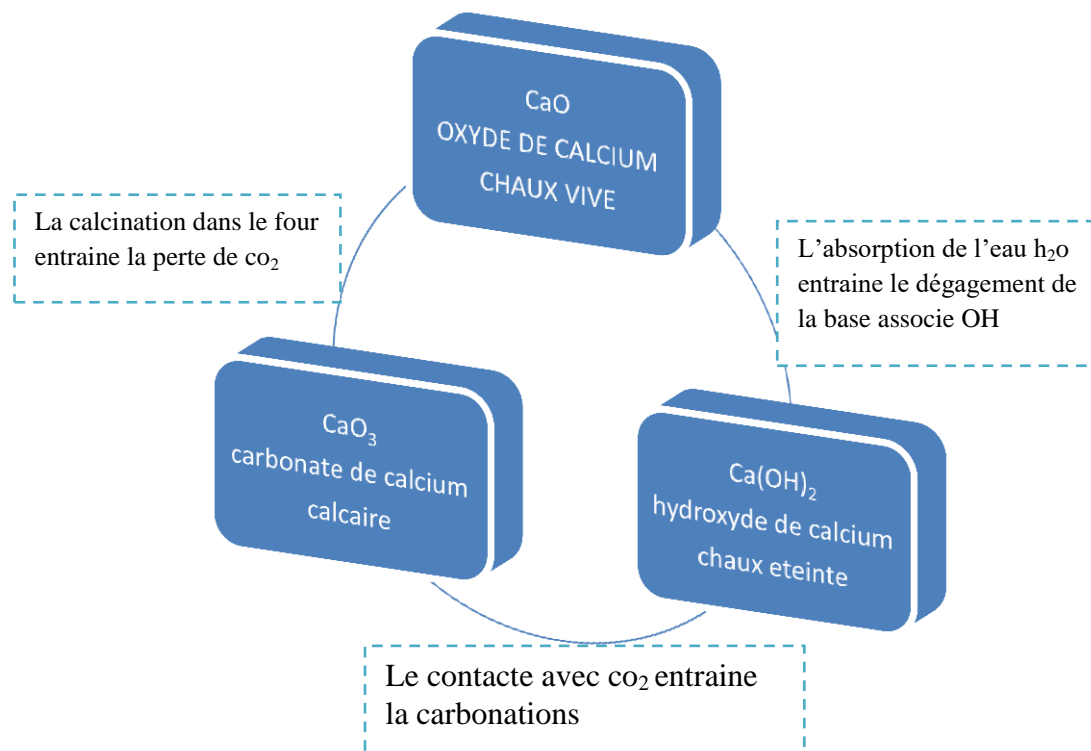 CaO
OXYDE DE CALCIUM
CHAUX VIVE
La calcination dans le four
entraine la perte de co₂
L’absorption de l’eau h₂o
entraine le dégagement de
la base associe OH
CaO₃
carbonate de calcium
calcaire
Ca(OH)₂
hydroxyde de calcium
chaux eteinte
Le contacte avec co₂ entraine
la carbonations